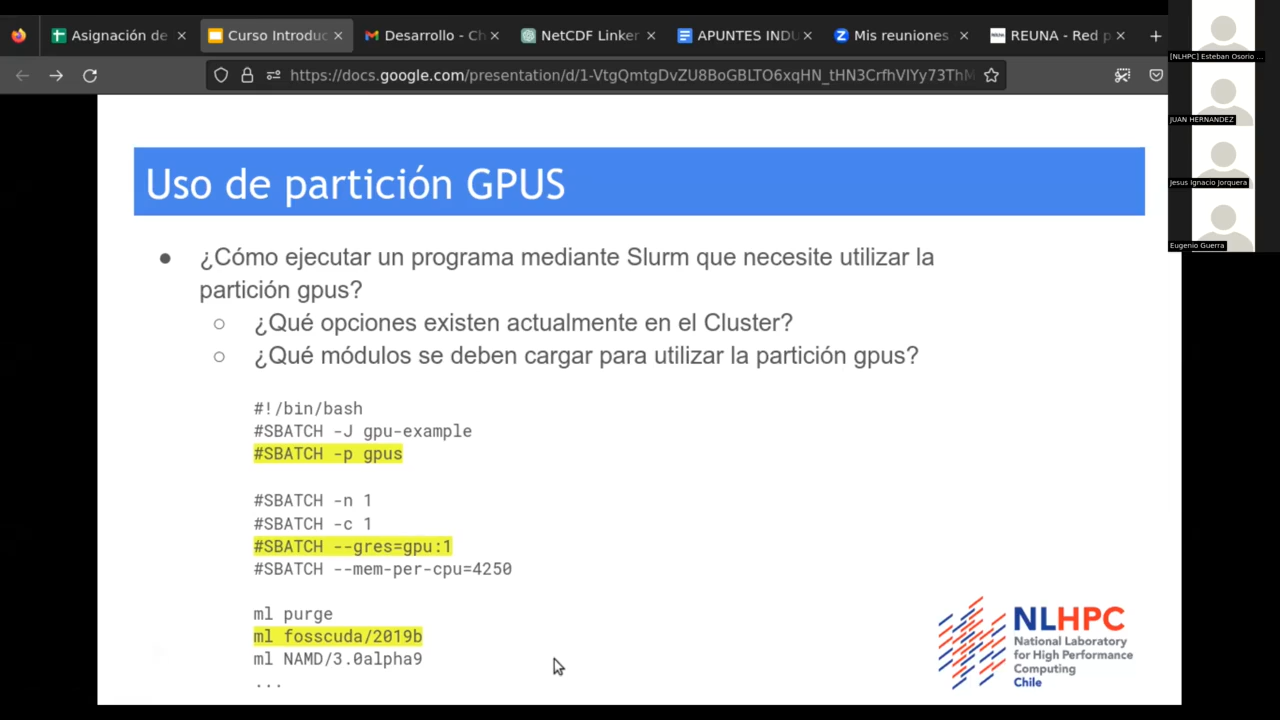 Asignación de
Curso Introduc
Desarrollo - Ch
NetCDF Linker
APUNTES INDU
Mis reuniones
REUNA - Red p
[NLHPC] Esteban Osorio ...
https://docs.google.com/presentation/d/1-VtgQmtgDvZU8BoGBLTO6xqHN_tHN3CrfhVIYy73ThM
JUAN HERNANDEZ
Jesus Ignacio Jorquera
Eugenio Guerra
Uso de partición GPUS
● ¿Cómo ejecutar un programa mediante Slurm que necesite utilizar la
partición gpus?
○ ¿Qué opciones existen actualmente en el Cluster?
○ ¿Qué módulos se deben cargar para utilizar la partición gpus?
#!/bin/bash
#SBATCH -J gpu-example
#SBATCH -p gpus
#SBATCH -n 1
#SBATCH -c 1
#SBATCH --gres=gpu:1
#SBATCH --mem-per-cpu=4250
ml purge
ml fosscuda/2019b
ml NAMD/3.0alpha9
...
NLHPC
National Laboratory
for High Performance
Computing
Chile